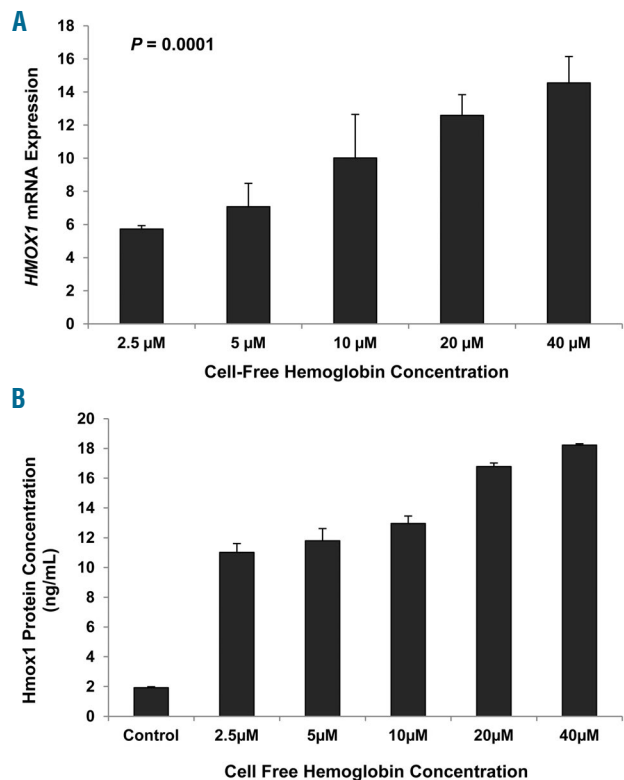 A
P = 0.0001
HMOX1 mRNA Expression
18
16
14
12
10
8
6
4
2
0
2.5 µM 5 µM 10 µM 20 µM 40 µM
Cell-Free Hemoglobin Concentration
B
Hmox1 Protein Concentration
(ng/mL)
20
18
16
14
12
10
8
6
4
2
0
Control 2.5µM 5µM 10µM 20µM 40µM
Cell Free Hemoglobin Concentration